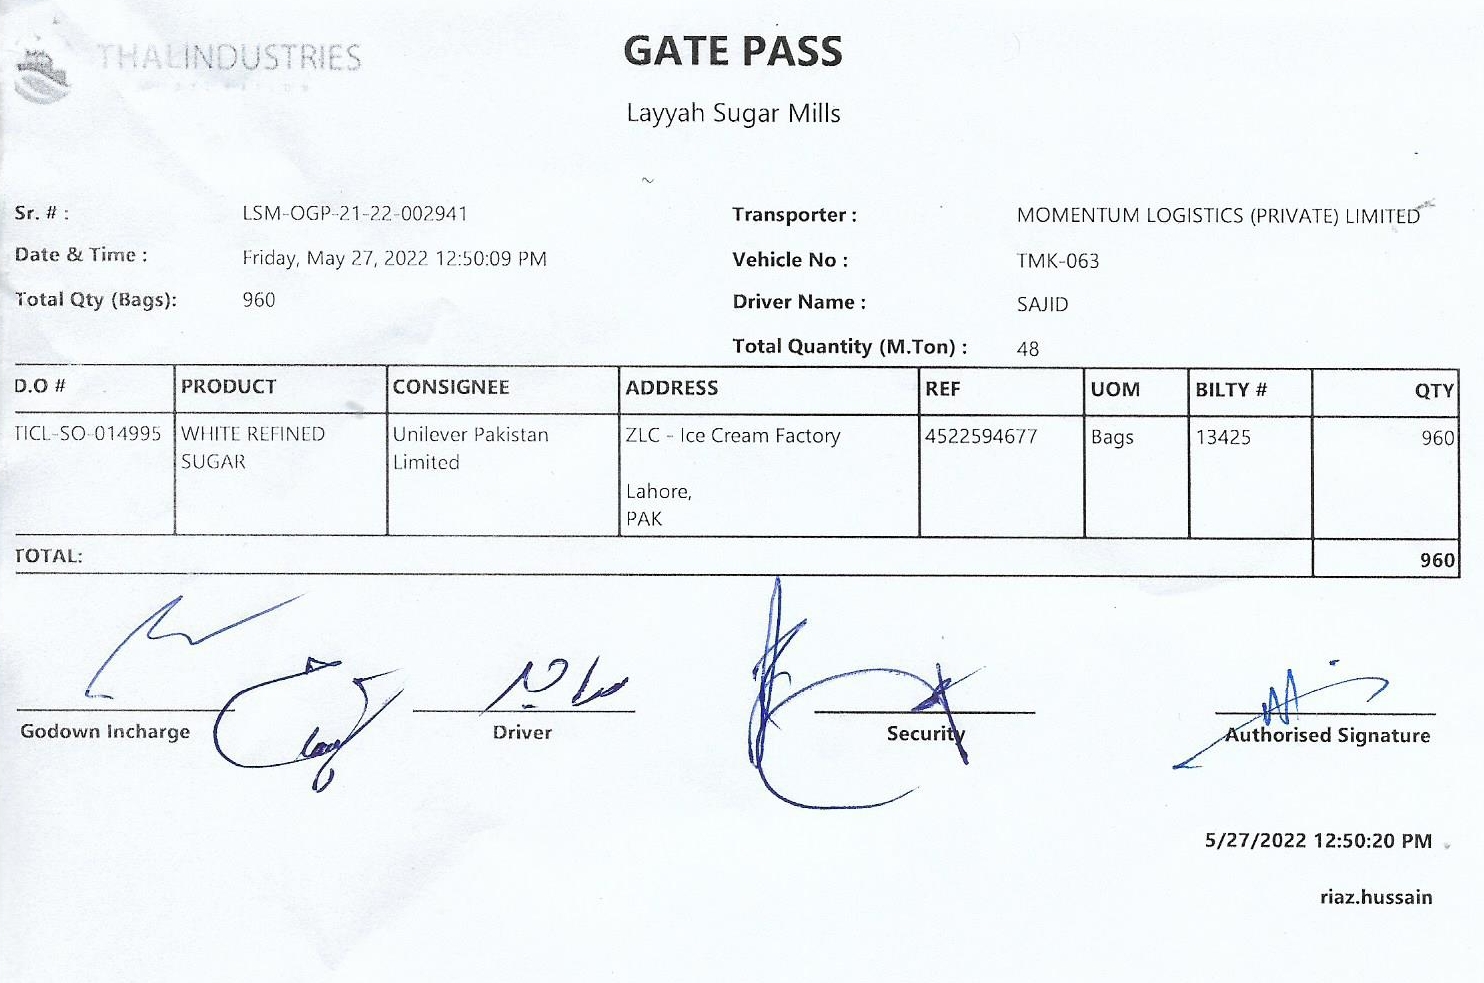 THALINDUSTRIES
GATE PASS
Layyah Sugar Mills
Sr. # : LSM-OGP-21-22-002941
Transporter : MOMENTUM LOGISTICS (PRIVATE) LIMITED
Date & Time : Friday, May 27, 2022 12:50:09 PM
Vehicle No : TMK-063
Total Qty (Bags): 960
Driver Name : SAJID
Total Quantity (M.Ton) : 48
D.O # PRODUCT CONSIGNEE ADDRESS REF UOM BILTY # QTY
TICL-SO-014995 WHITE REFINED Unilever Pakistan ZLC - Ice Cream Factory 4522594677 Bags 13425 960
SUGAR Limited
Lahore,
PAK
TOTAL: 960
Godown Incharge Driver Security Authorised Signature
5/27/2022 12:50:20 PM
riaz.hussain